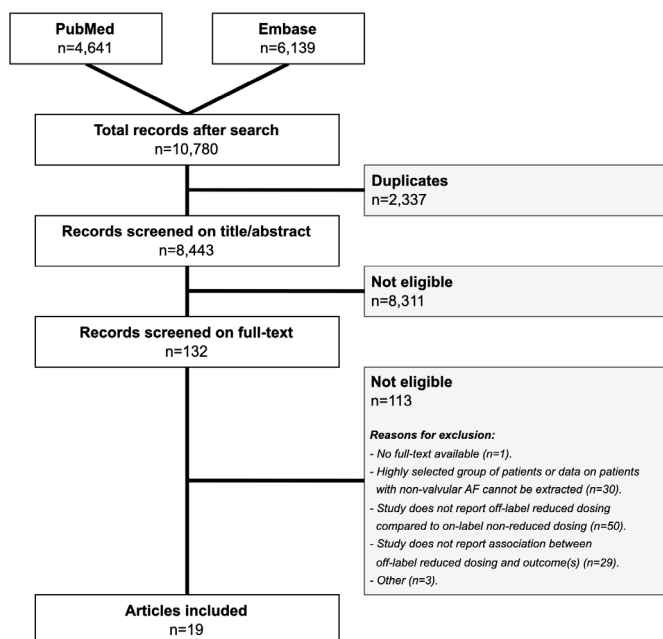 PubMed
n=4,641
Embase
n=6,139
Total records after search
n=10,780
Duplicates
n=2,337
Records screened on title/abstract
n=8,443
Not eligible
n=8,311
Records screened on full-text
n=132
Not eligible
n=113
Reasons for exclusion:
- No full-text available (n=1).
- Highly selected group of patients or data on patients
with non-valvular AF cannot be extracted (n=30).
- Study does not report off-label reduced dosing
compared to on-label non-reduced dosing (n=50).
- Study does not report association between
off-label reduced dosing and outcome(s) (n=29).
- Other (n=3).
Articles included
n=19